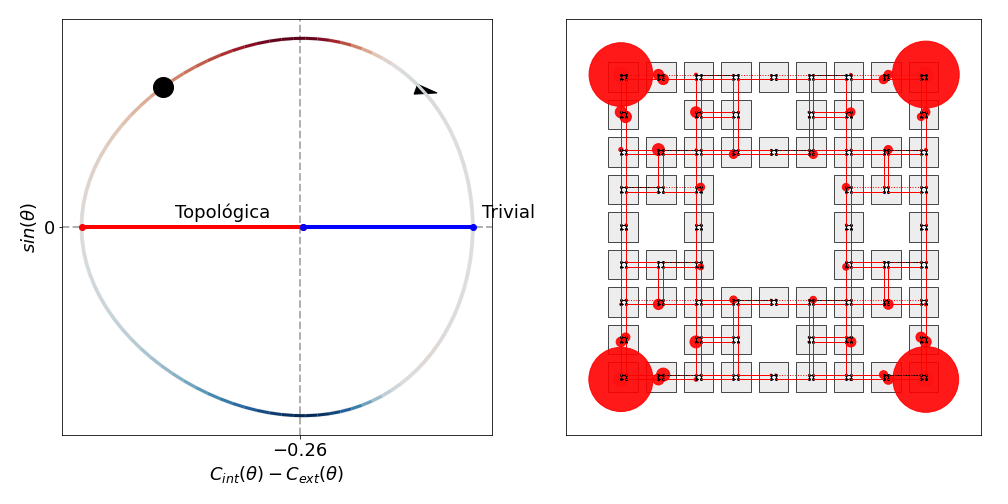 Topológica
Trivial
sin(θ)
0
−0.26
C_int(θ) − C_ext(θ)